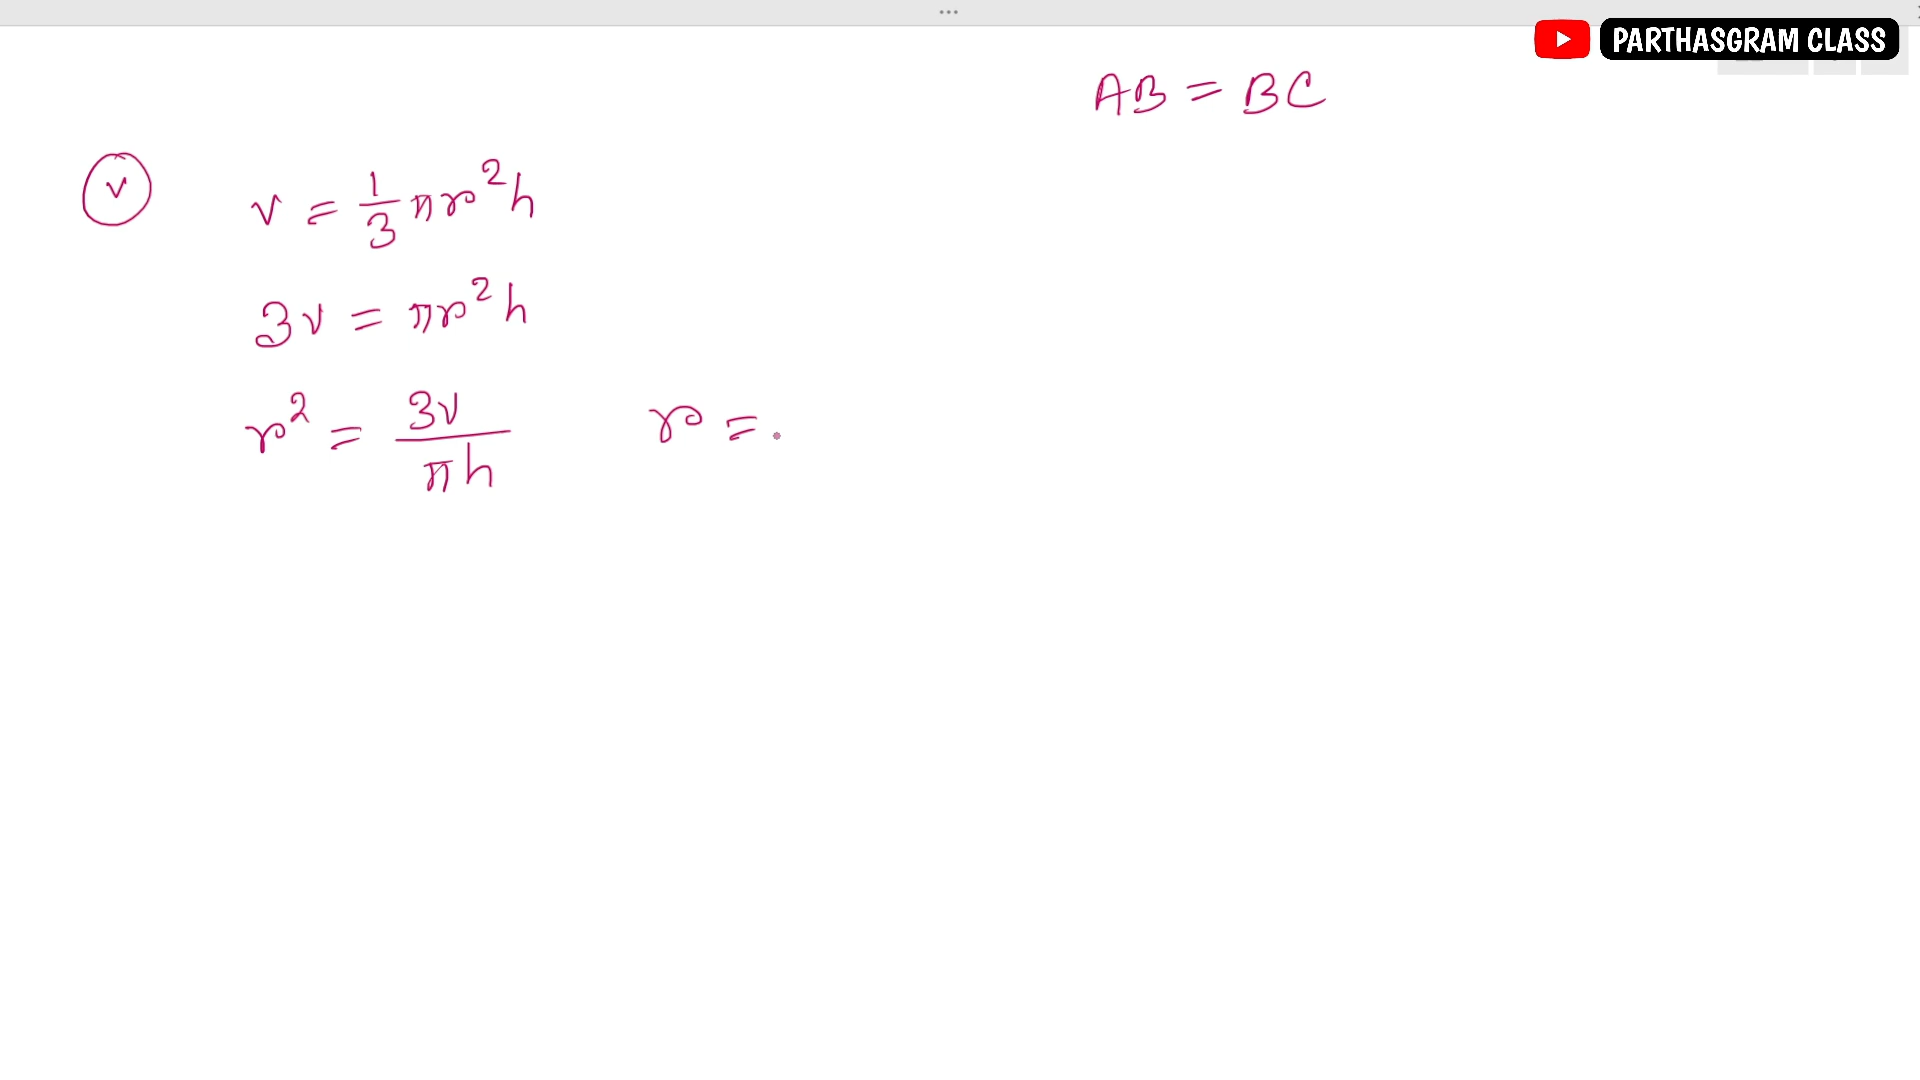 PARTHASGRAM CLASS
AB = BC
v v = 1/3 πr²h
3v = πr²h
r² = 3v/πh r =